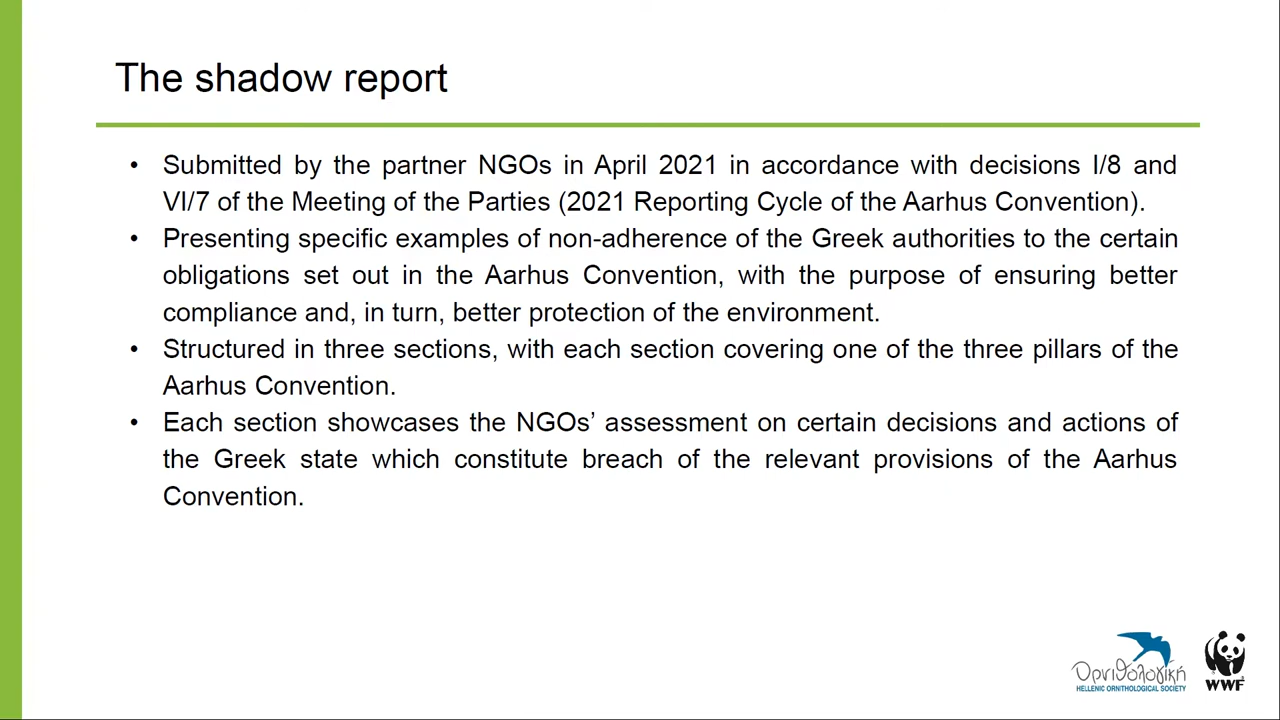 The shadow report
• Submitted by the partner NGOs in April 2021 in accordance with decisions I/8 and
VI/7 of the Meeting of the Parties (2021 Reporting Cycle of the Aarhus Convention).
• Presenting specific examples of non-adherence of the Greek authorities to the certain
obligations set out in the Aarhus Convention, with the purpose of ensuring better
compliance and, in turn, better protection of the environment.
• Structured in three sections, with each section covering one of the three pillars of the
Aarhus Convention.
• Each section showcases the NGOs’ assessment on certain decisions and actions of
the Greek state which constitute breach of the relevant provisions of the Aarhus
Convention.
Ορνιθολογική
HELLENIC ORNITHOLOGICAL SOCIETY
WWF